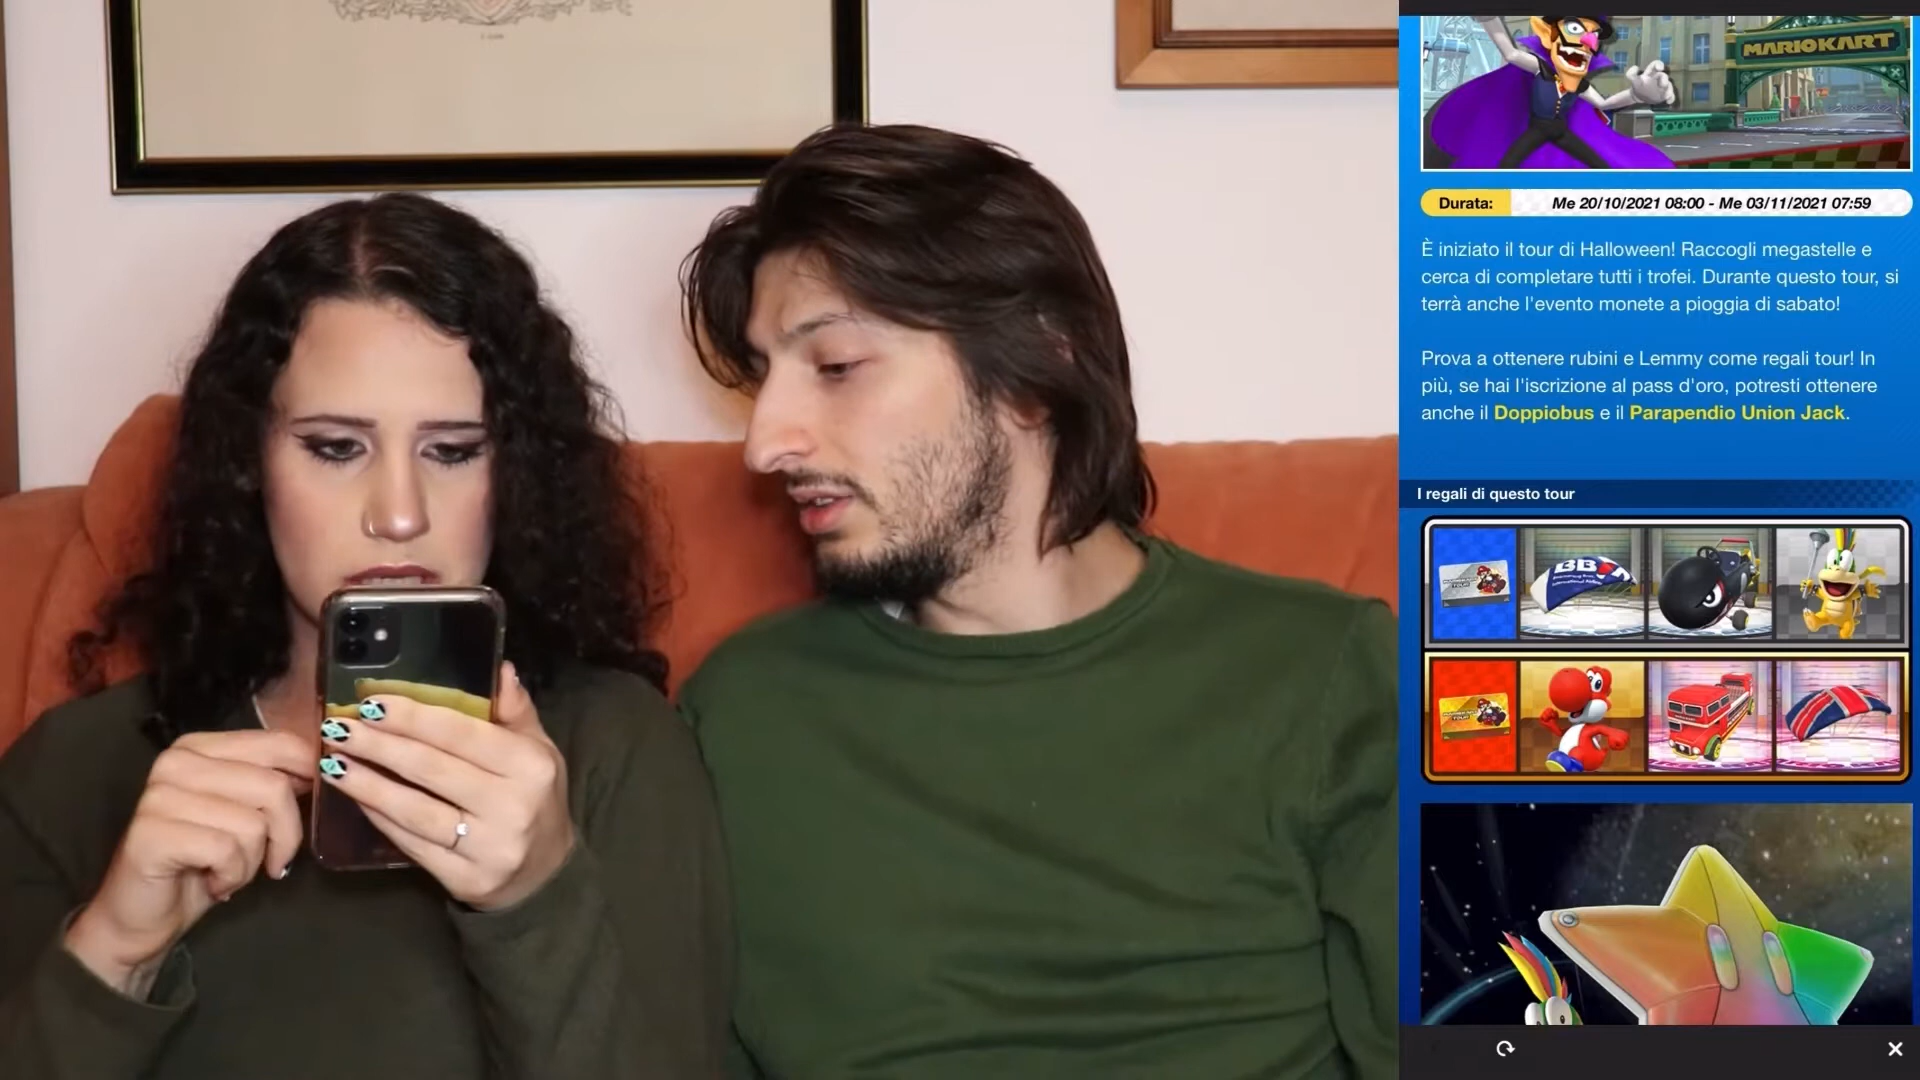 MARIOKART
Durata: Me 20/10/2021 08:00 - Me 03/11/2021 07:59
È iniziato il tour di Halloween! Raccogli megastelle e
cerca di completare tutti i trofei. Durante questo tour, si
terrà anche l'evento monete a pioggia di sabato!
Prova a ottenere rubini e Lemmy come regali tour! In
più, se hai l'iscrizione al pass d'oro, potresti ottenere
anche il Doppiobus e il Parapendio Union Jack.
I regali di questo tour